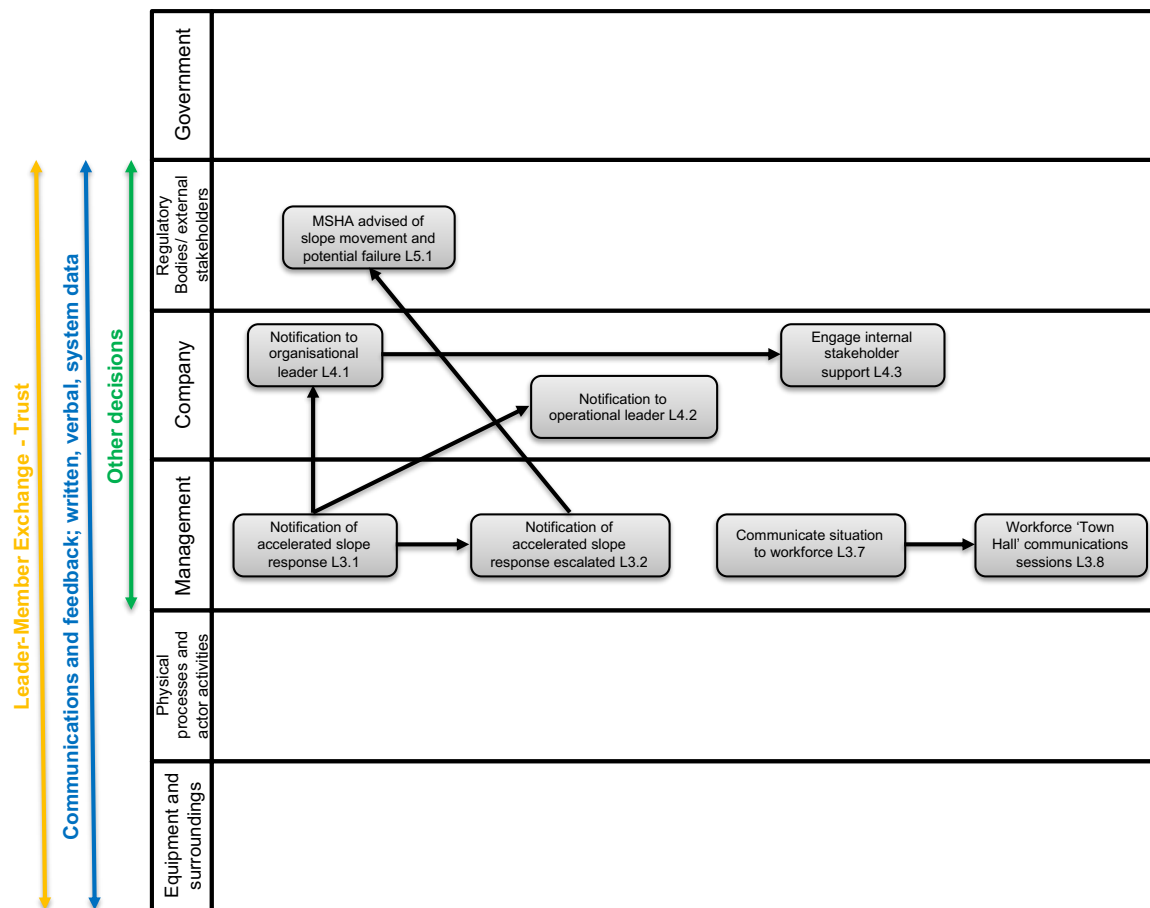 Leader-Member Exchange - Trust
Communications and feedback; written, verbal, system data
Other decisions
Government
Regulatory
Bodies/ external
stakeholders
MSHA advised of
slope movement and
potential failure L5.1
Company
Notification to
organisational
leader L4.1
Engage internal
stakeholder
support L4.3
Notification to
operational leader L4.2
Management
Notification of
accelerated slope
response L3.1
Notification of
accelerated slope
response escalated L3.2
Communicate situation
to workforce L3.7
Workforce ‘Town
Hall’ communications
sessions L3.8
Physical
processes and
actor activities
Equipment and
surroundings